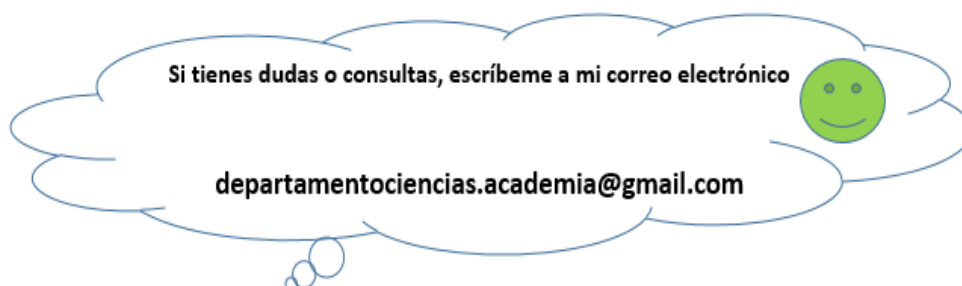 Si tienes dudas o consultas, escríbeme a mi correo electrónico
departamentociencias.academia@gmail.com